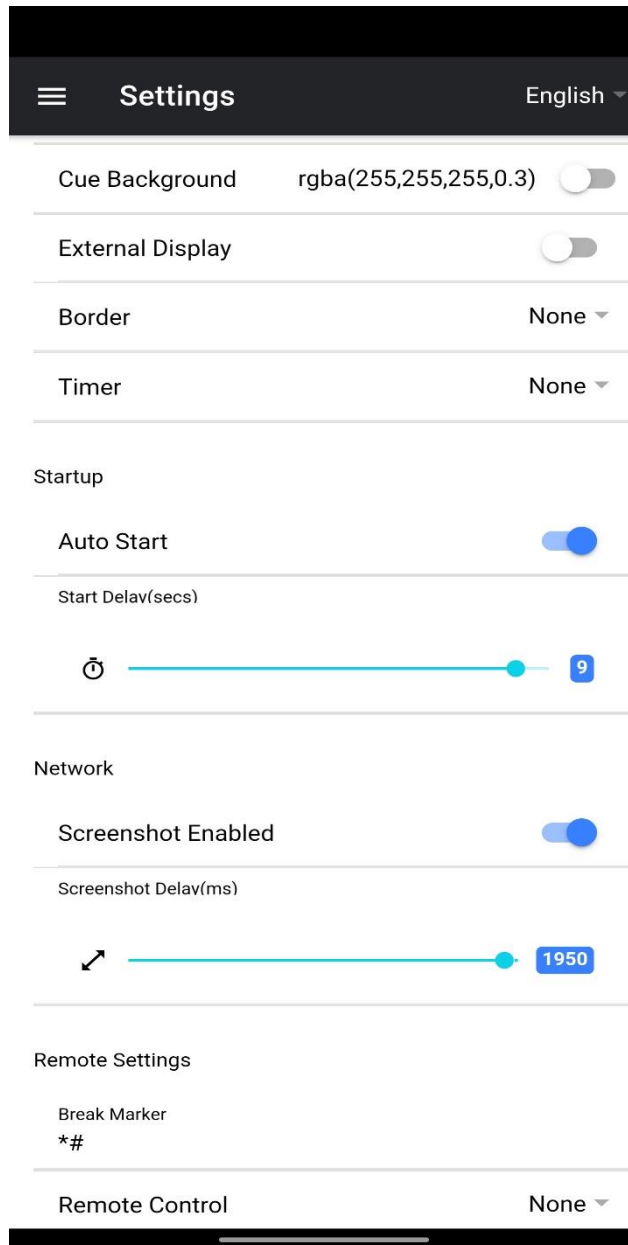 Settings English
Cue Background rgba(255,255,255,0.3)
External Display
Border None
Timer None
Startup
Auto Start
Start Delay(secs)
9
Network
Screenshot Enabled
Screenshot Delay(ms)
1950
Remote Settings
Break Marker
*#
Remote Control None